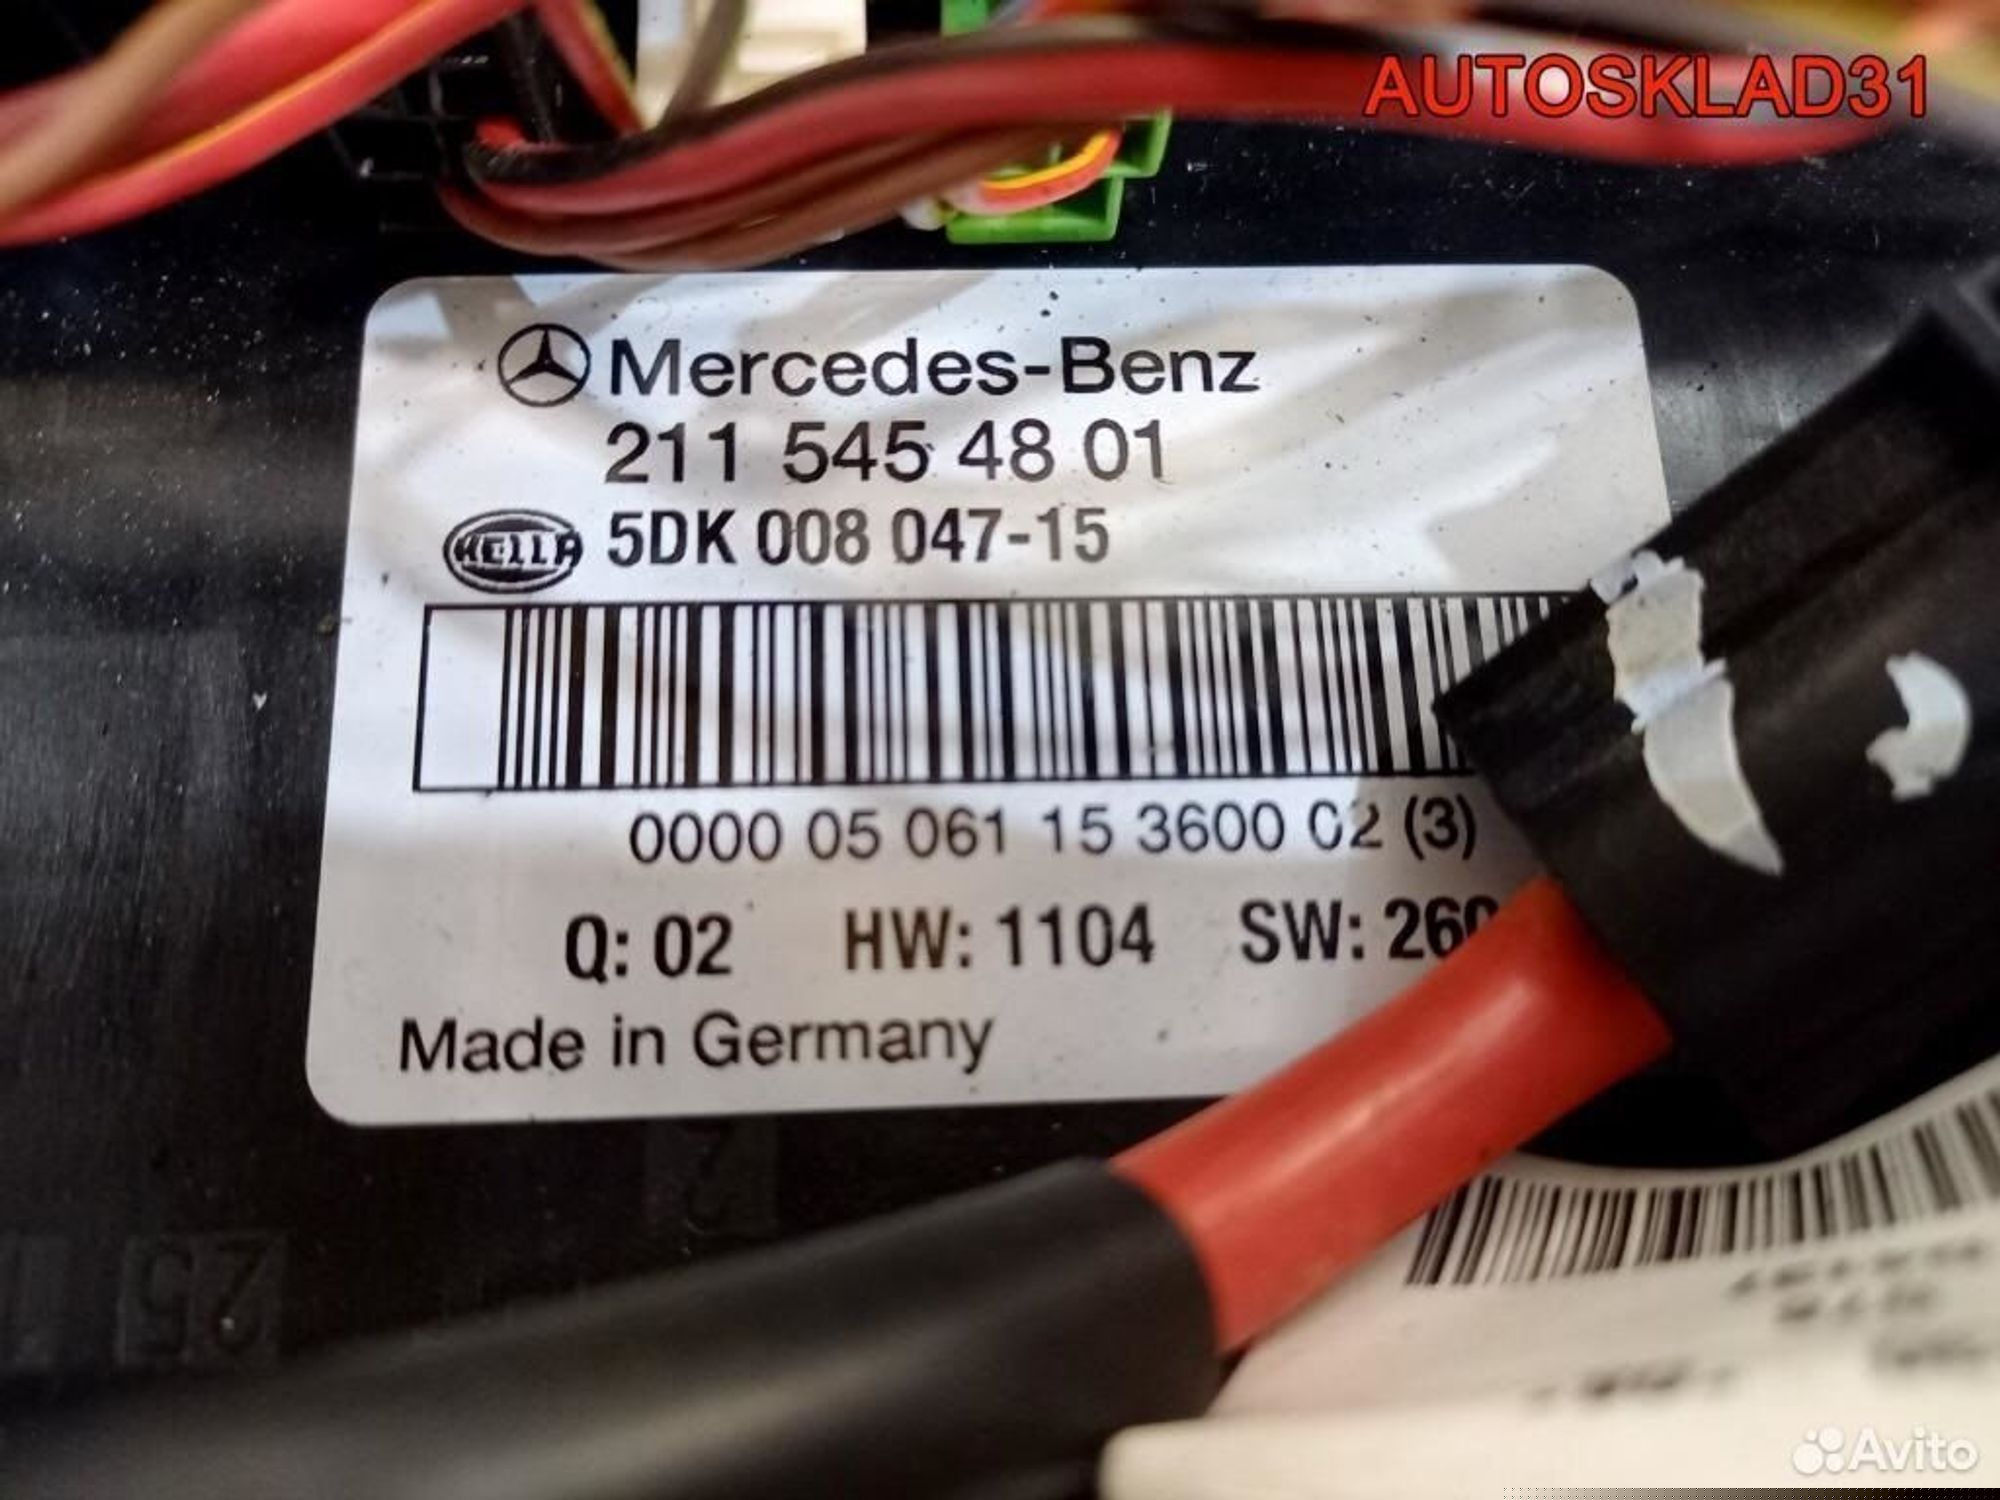 AUTOSKLAD31
Mercedes-Benz
211 545 48 01
HELLA 5DK 008 047-15
0000 05 061 15 3600 02 (3)
Q: 02 HW: 1104 SW:
Made in Germany
25
Avito